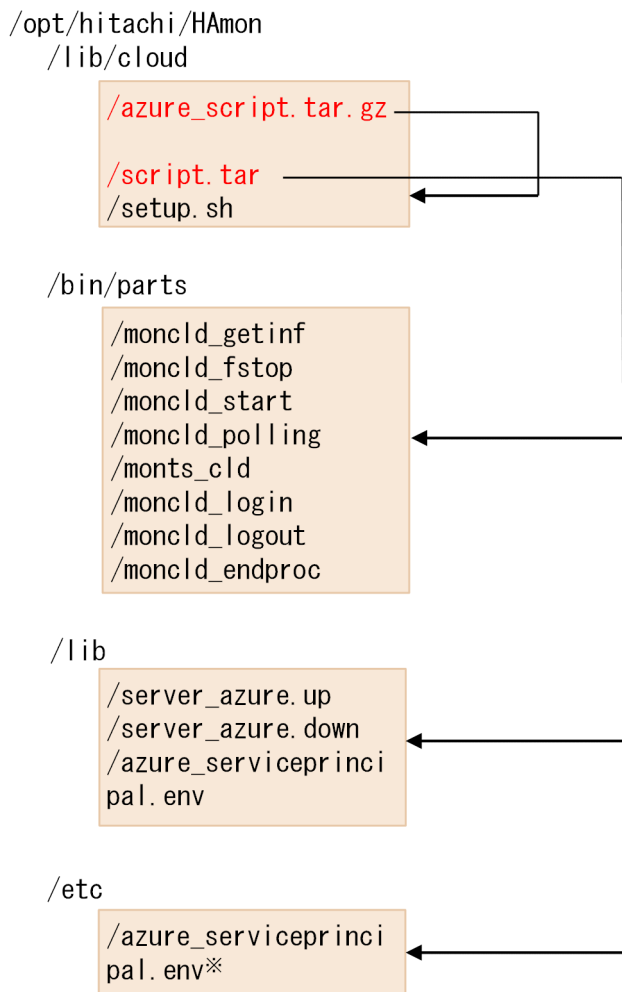 /opt/hitachi/HAmon
/lib/cloud
/azure_script.tar.gz
/script.tar
/setup.sh
/bin/parts
/moncld_getinf
/moncld_fstop
/moncld_start
/moncld_polling
/monts_cld
/moncld_login
/moncld_logout
/moncld_endproc
/lib
/server_azure.up
/server_azure.down
/azure_serviceprinci
pal.env
/etc
/azure_serviceprinci
pal.env※